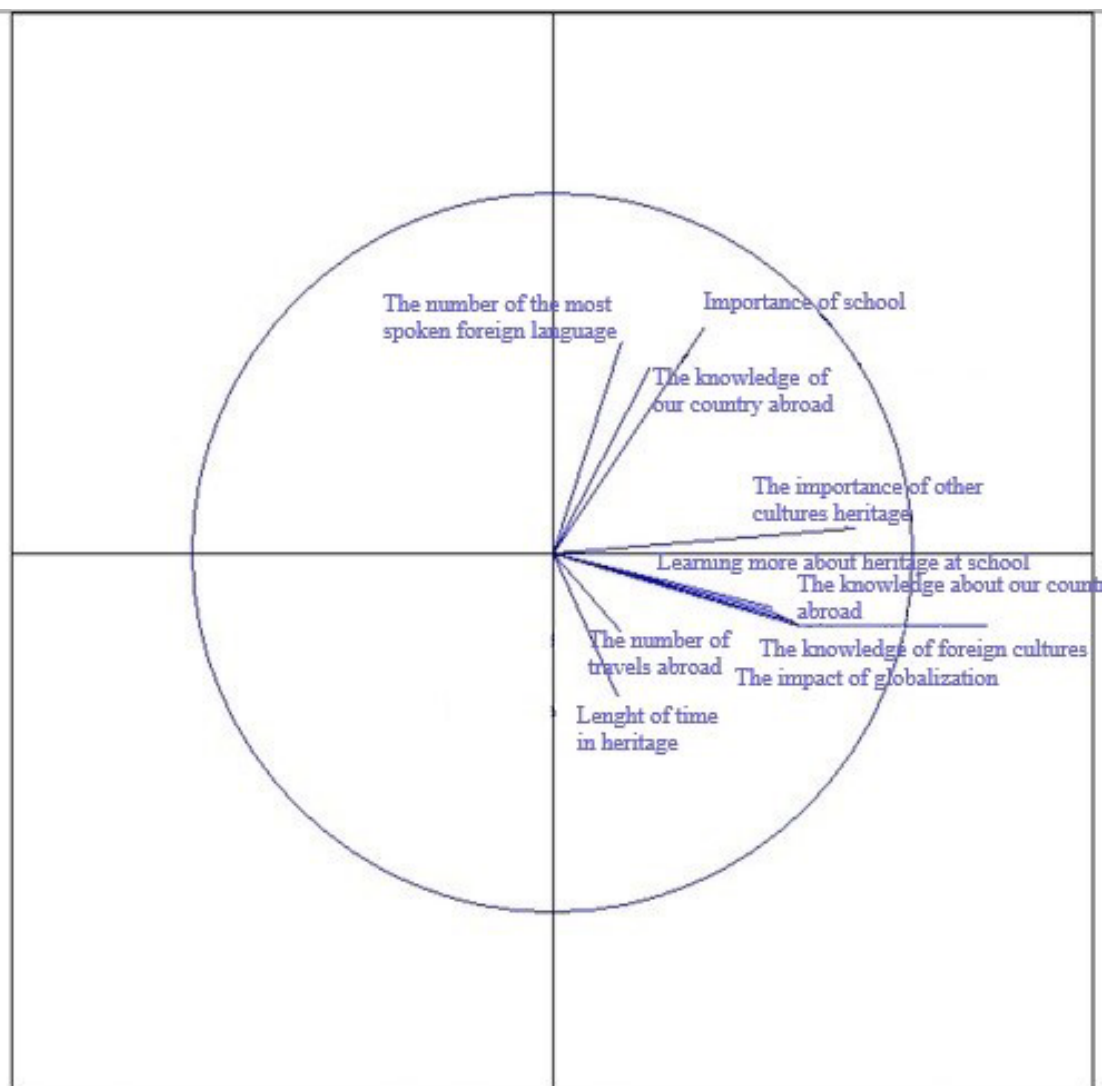 The number of the most
spoken foreign language
Importance of school
The knowledge of
our country abroad
The importance of other
cultures heritage
Learning more about heritage at school
The knowledge about our countr
abroad
The number of
travels abroad
The knowledge of foreign cultures
The impact of globalization
Lenght of time
in heritage